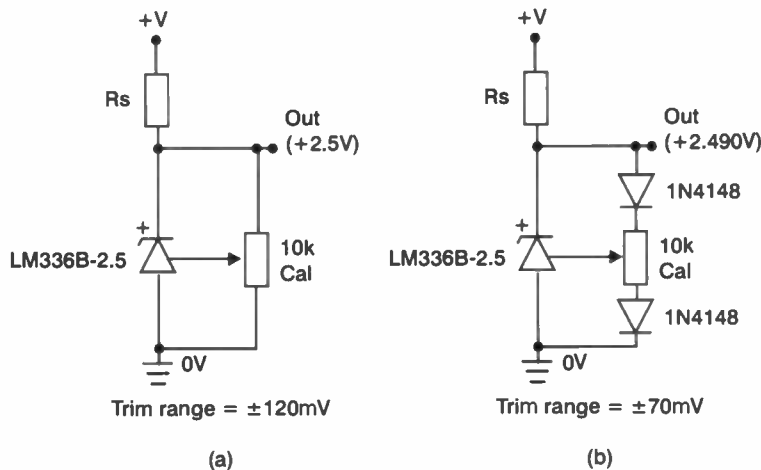 +V
Rs
Out
(+2.5V)
+
LM336B-2.5
10k
Cal
0V
Trim range = ±120mV
(a)
+V
Rs
Out
(+2.490V)
1N4148
+
LM336B-2.5
10k
Cal
1N4148
0V
Trim range = ±70mV
(b)